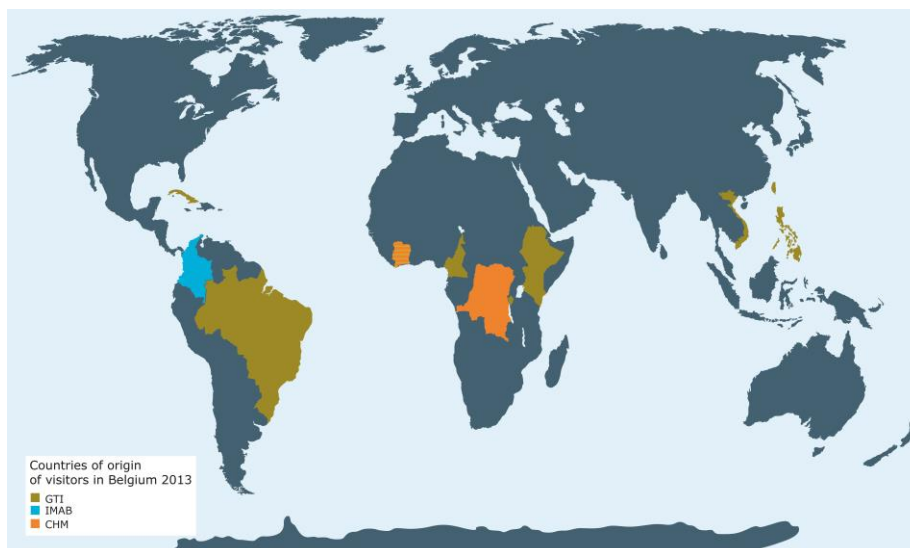 Countries of origin
of visitors in Belgium 2013
GTI
IMAB
CHM